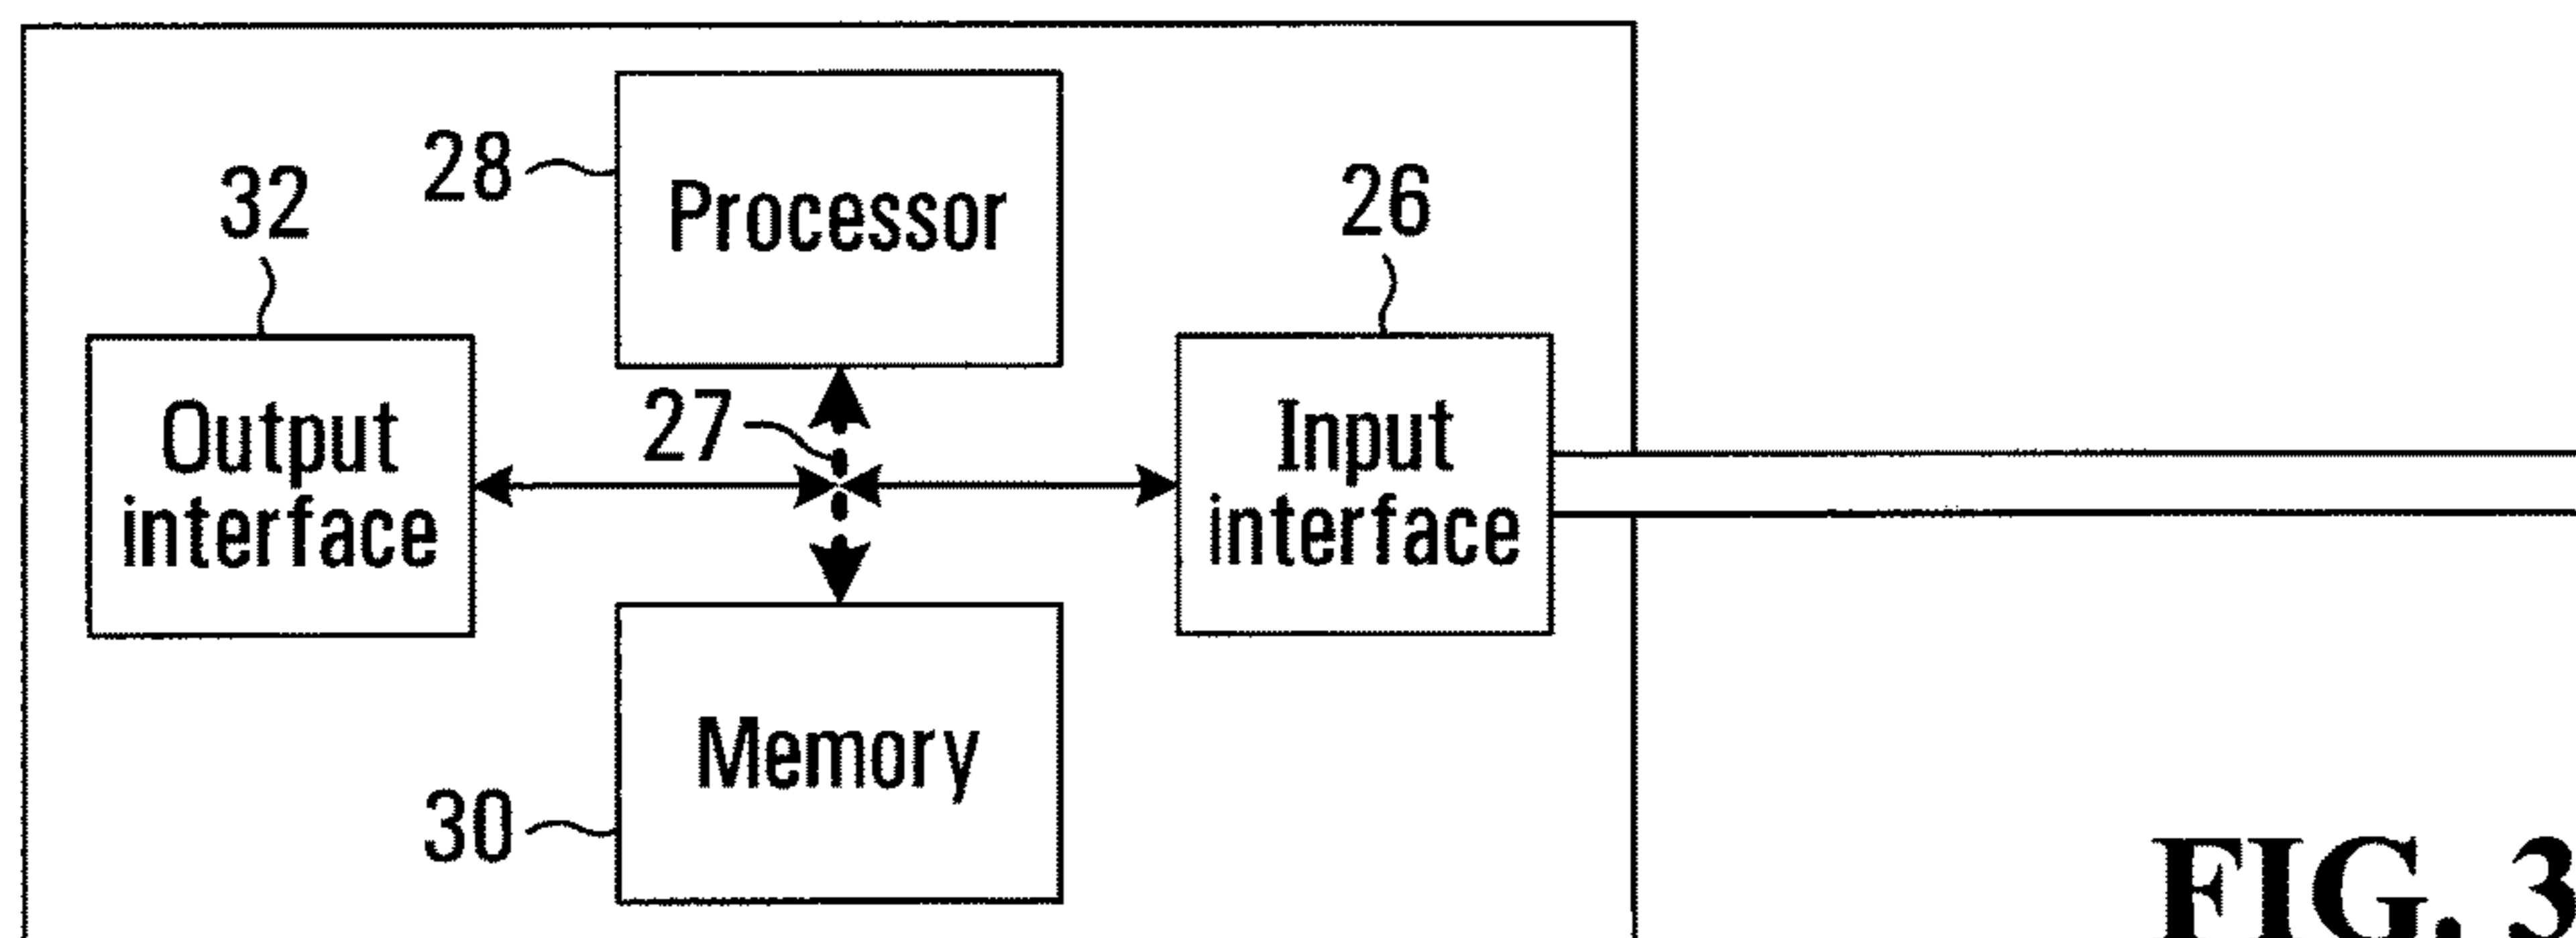 28
Processor
32
26
27
Output
interface
Input
interface
Memory
30
FIG. 3